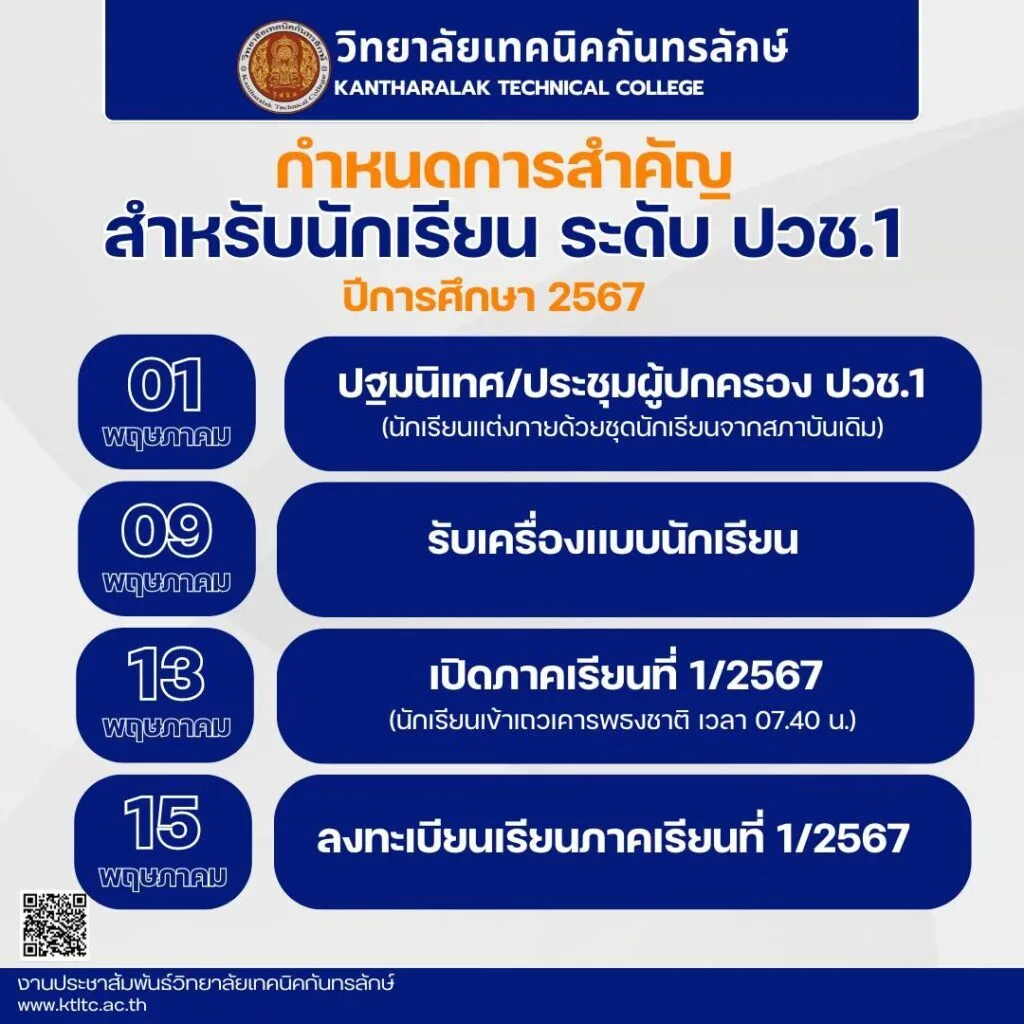 วิทยาลัยเทคนิคกันทรลักษ์
KANTHARALAK TECHNICAL COLLEGE
กำหนดการสำคัญ
สำหรับนักเรียน ระดับ ปวช.1
ปีการศึกษา 2567
01
พฤษภาคม
ปฐมนิเทศ/ประชุมผู้ปกครอง ปวช.1
(นักเรียนแต่งกายด้วยชุดนักเรียนจากสภาบันเดิม)
09
พฤษภาคม
รับเครื่องแบบนักเรียน
13
พฤษภาคม
เปิดภาคเรียนที่ 1/2567
(นักเรียนเข้าแถวเคารพธงชาติ เวลา 07.40 น.)
15
พฤษภาคม
ลงทะเบียนเรียนภาคเรียนที่ 1/2567
งานประชาสัมพันธ์วิทยาลัยเทคนิคกันทรลักษ์
www.ktltc.ac.th